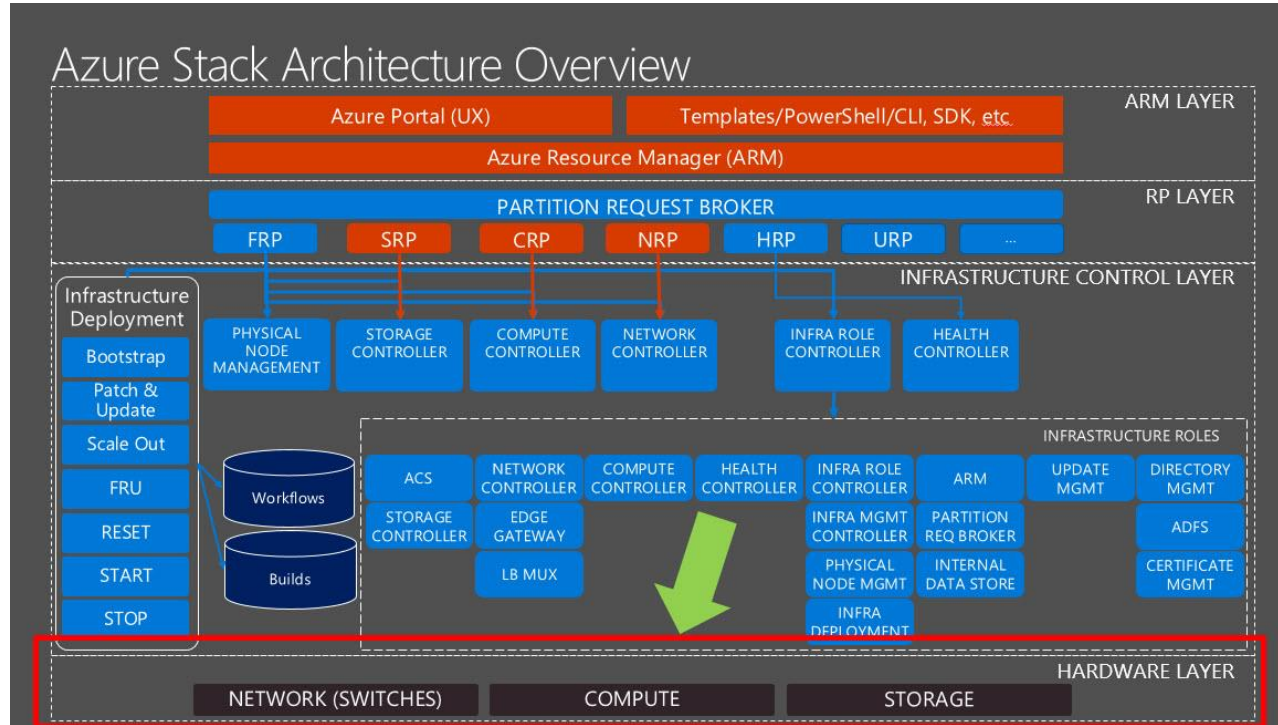 Azure Stack Architecture Overview
ARM LAYER
Azure Portal (UX)
Templates/PowerShell/CLI, SDK, etc.
Azure Resource Manager (ARM)
RP LAYER
PARTITION REQUEST BROKER
FRP
SRP
CRP
NRP
HRP
URP
...
INFRASTRUCTURE CONTROL LAYER
Infrastructure
Deployment
Bootstrap
Patch &
Update
Scale Out
FRU
RESET
START
STOP
PHYSICAL
NODE
MANAGEMENT
STORAGE
CONTROLLER
COMPUTE
CONTROLLER
NETWORK
CONTROLLER
INFRA ROLE
CONTROLLER
HEALTH
CONTROLLER
Workflows
Builds
INFRASTRUCTURE ROLES
ACS
STORAGE
CONTROLLER
NETWORK
CONTROLLER
EDGE
GATEWAY
LB MUX
COMPUTE
CONTROLLER
HEALTH
CONTROLLER
INFRA ROLE
CONTROLLER
INFRA MGMT
CONTROLLER
PHYSICAL
NODE MGMT
INFRA
DEPLOYMENT
ARM
PARTITION
REQ BROKER
INTERNAL
DATA STORE
UPDATE
MGMT
DIRECTORY
MGMT
ADFS
CERTIFICATE
MGMT
HARDWARE LAYER
NETWORK (SWITCHES)
COMPUTE
STORAGE